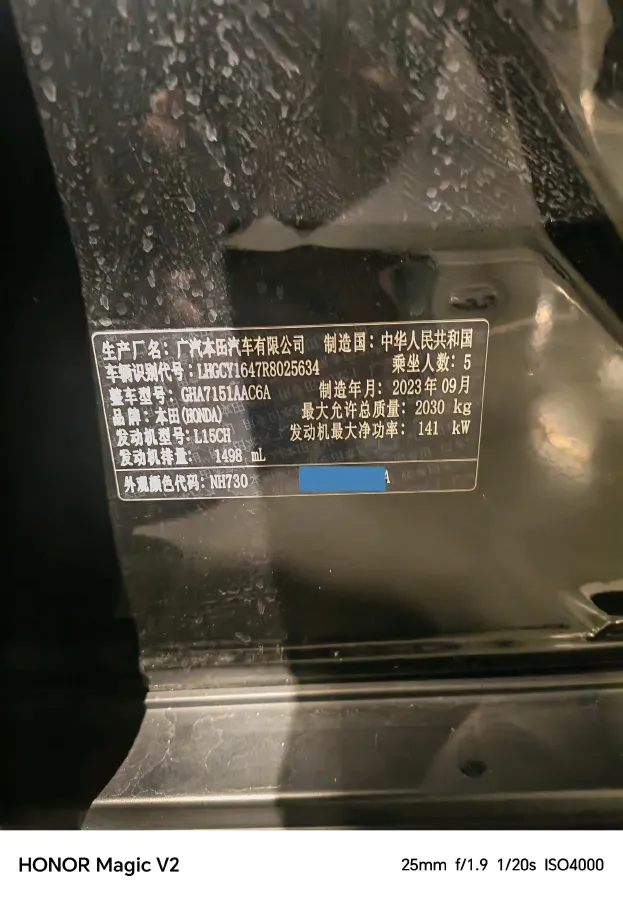 生产厂名：广汽本田汽车有限公司 制造国：中华人民共和国
车辆识别代号：LHGCY1647R8025634 乘坐人数：5
整车型号：GHA7151AAC6A 制造年月：2023年09月
品牌：本田(HONDA) 最大允许总质量：2030 kg
发动机型号：L15CH 发动机最大净功率：141 kW
发动机排量： 1498 mL
外观颜色代码：NH730 A
HONOR Magic V2 25mm f/1.9 1/20s ISO4000